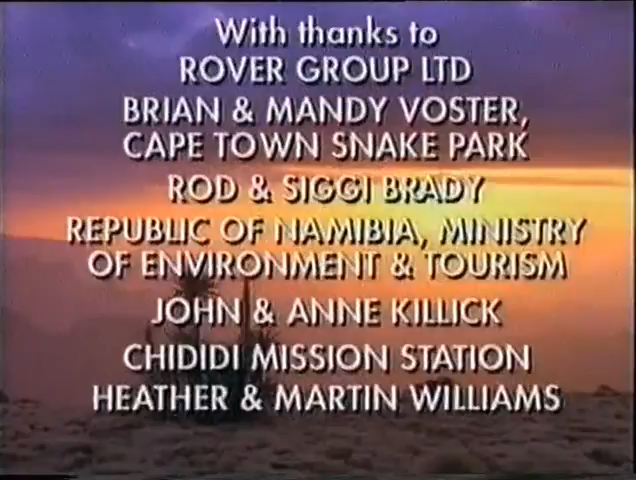 With thanks to
ROVER GROUP LTD
BRIAN & MANDY VOSTER,
CAPE TOWN SNAKE PARK
ROD & SIGGI BRADY
REPUBLIC OF NAMIBIA, MINISTRY
OF ENVIRONMENT & TOURISM
JOHN & ANNE KILLICK
CHIDIDI MISSION STATION
HEATHER & MARTIN WILLIAMS